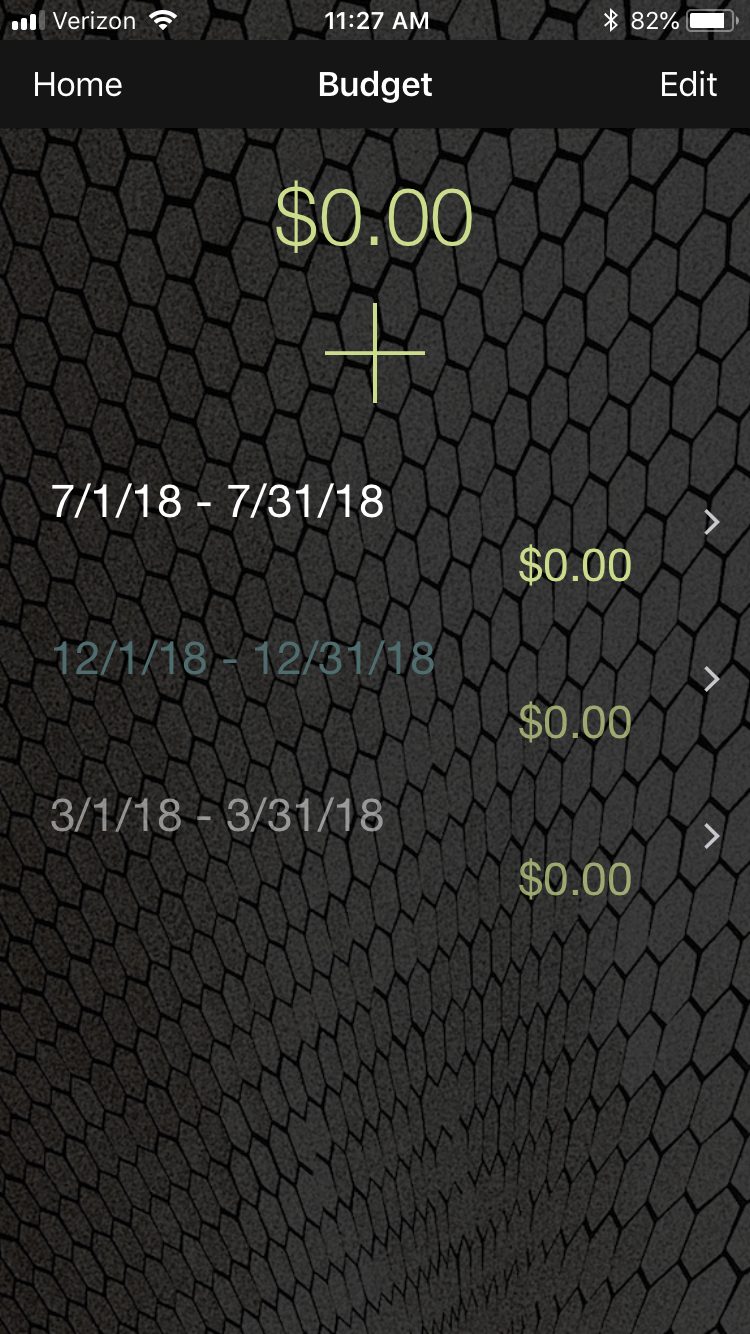 Verizon 11:27 AM 82%
Home Budget Edit
$0.00
7/1/18 - 7/31/18
$0.00
12/1/18 - 12/31/18
$0.00
3/1/18 - 3/31/18
$0.00